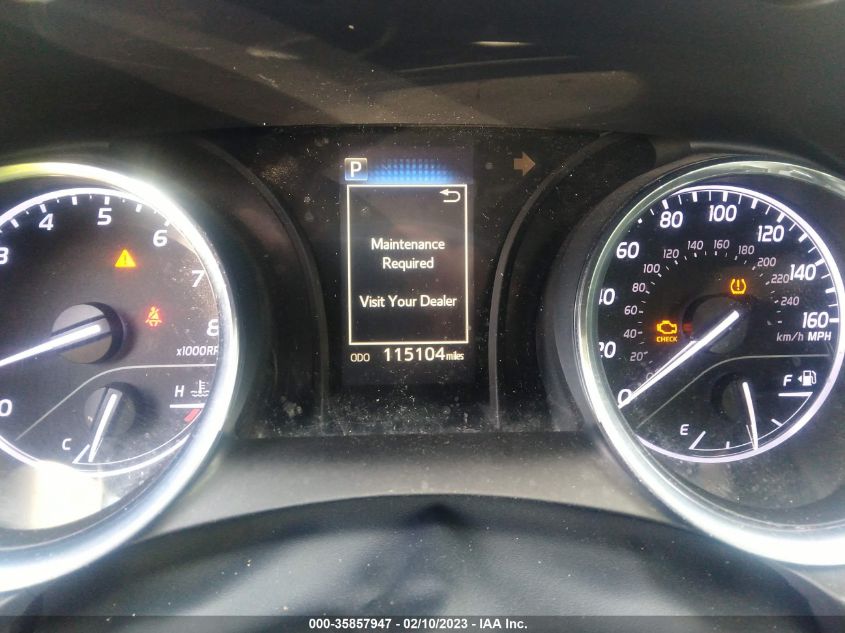 P
Maintenance
Required
Visit Your Dealer
ODO 115104 miles
3 4 5 6 7 8
x1000RP
0
C H
0 20 40 60 80 100 120 140 160
20 40 60 80 100 120 140 160 180 200 220 240
km/h MPH
CHECK
E F
000-35857947 - 02/10/2023 - IAA Inc.